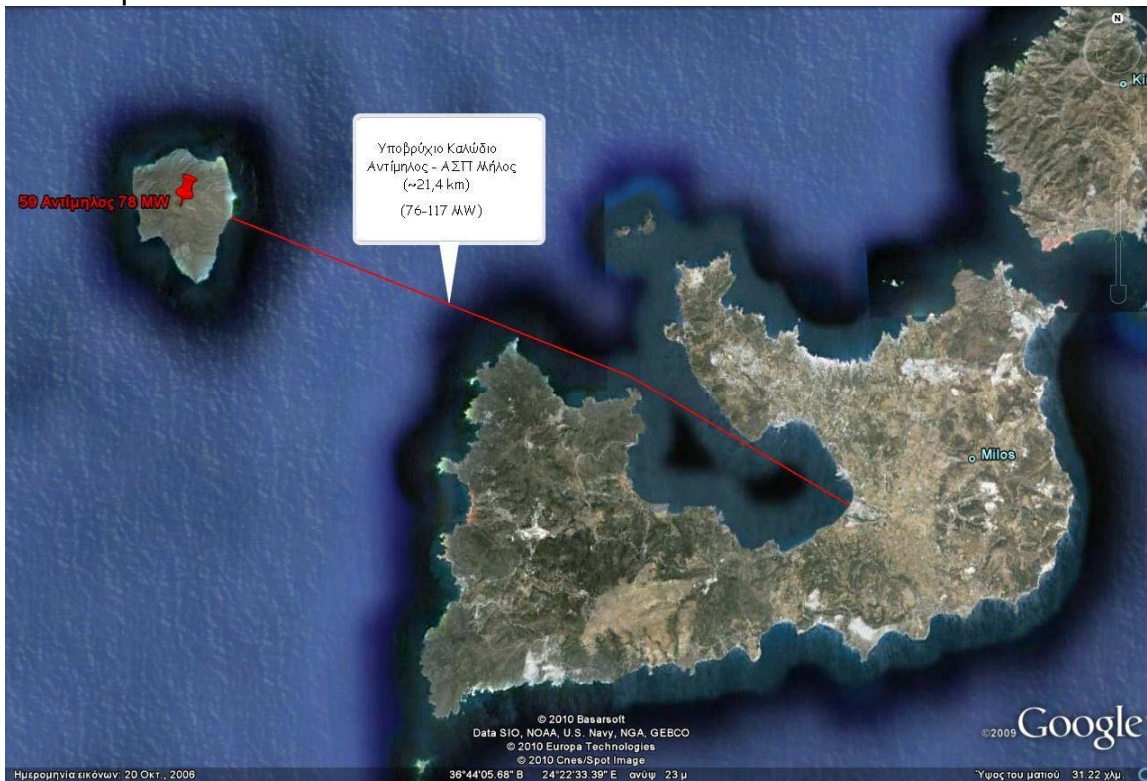 Υποβρύχιο Καλώδιο
Αντίμηλος - ΑΣΠ Μήλος
(~21,4 km)
(76-117 MW)
59 Αντίμηλος 78 MW
N
Ki
Milos
© 2010 Basarsoft
Data SIO, NOAA, U.S. Navy, NGA, GEBCO
© 2010 Europa Technologies
© 2010 Cnes/Spot Image
©2009 Google
Ημερομηνία εικόνων: 20 Οκτ., 2006
36°44'05.68" Β 24°22'33.39" Ε ανύψ 23 μ
Ύψος του ματιού 31.22 χλμ.